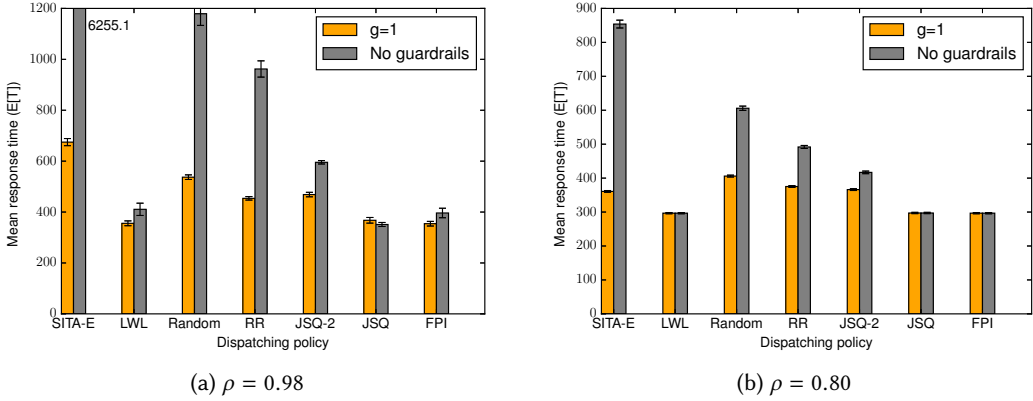 6255.1
g=1
No guardrails
1200
1000
800
600
400
200
0
Mean response time (E[T])
SITA-E LWL Random RR JSQ-2 JSQ FPI
Dispatching policy
(a) ρ = 0.98
g=1
No guardrails
900
800
700
600
500
400
300
200
100
0
Mean response time (E[T])
SITA-E LWL Random RR JSQ-2 JSQ FPI
Dispatching policy
(b) ρ = 0.80